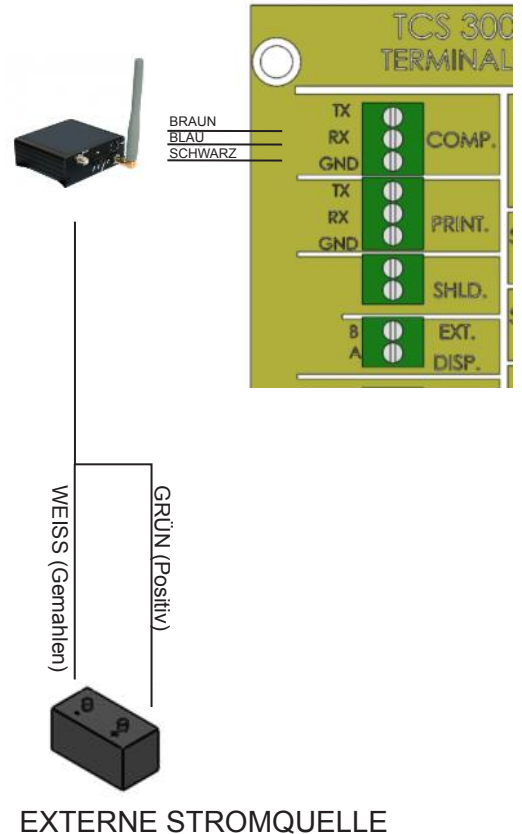 TCS 300
TERMINAL
BRAUN
BLAU
SCHWARZ
TX
RX
GND
COMP.
TX
RX
GND
PRINT.
SHLD.
B
A
EXT.
DISP.
WEISS (Gemahlen)
GRÜN (Positiv)
EXTERNE STROMQUELLE